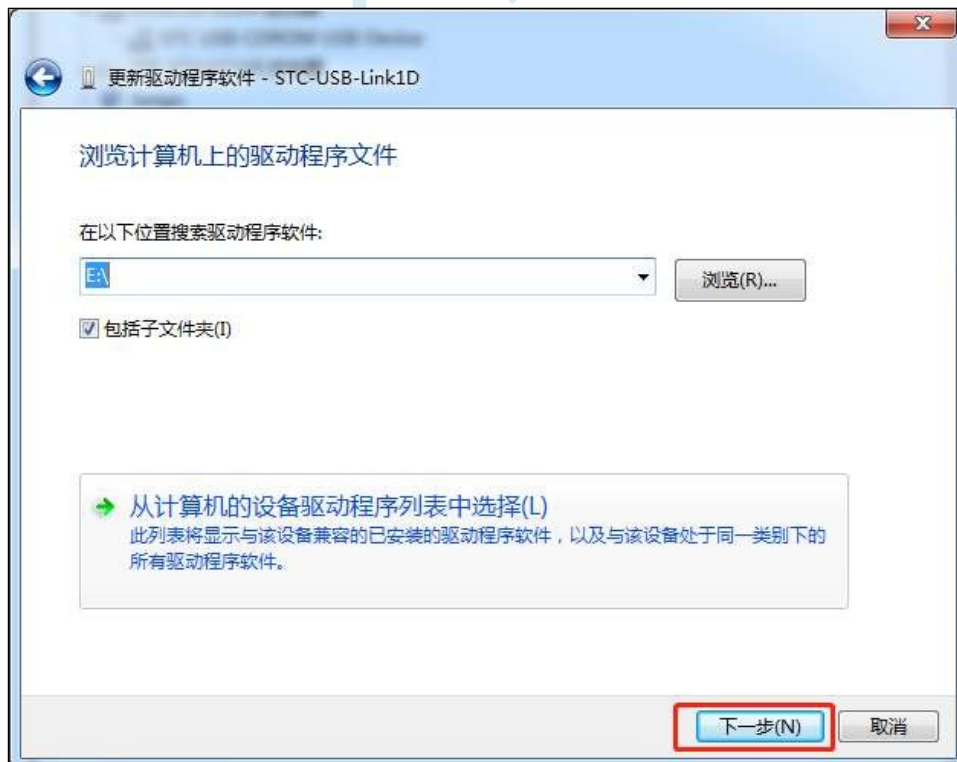 STC USB-CDROM USB Device
更新驱动程序软件 - STC-USB-Link1D
浏览计算机上的驱动程序文件
在以下位置搜索驱动程序软件:
E:\
浏览(R)...
包括子文件夹(I)
从计算机的设备驱动程序列表中选择(L)
此列表将显示与该设备兼容的已安装的驱动程序软件，以及与该设备处于同一类别下的
所有驱动程序软件。
下一步(N)
取消